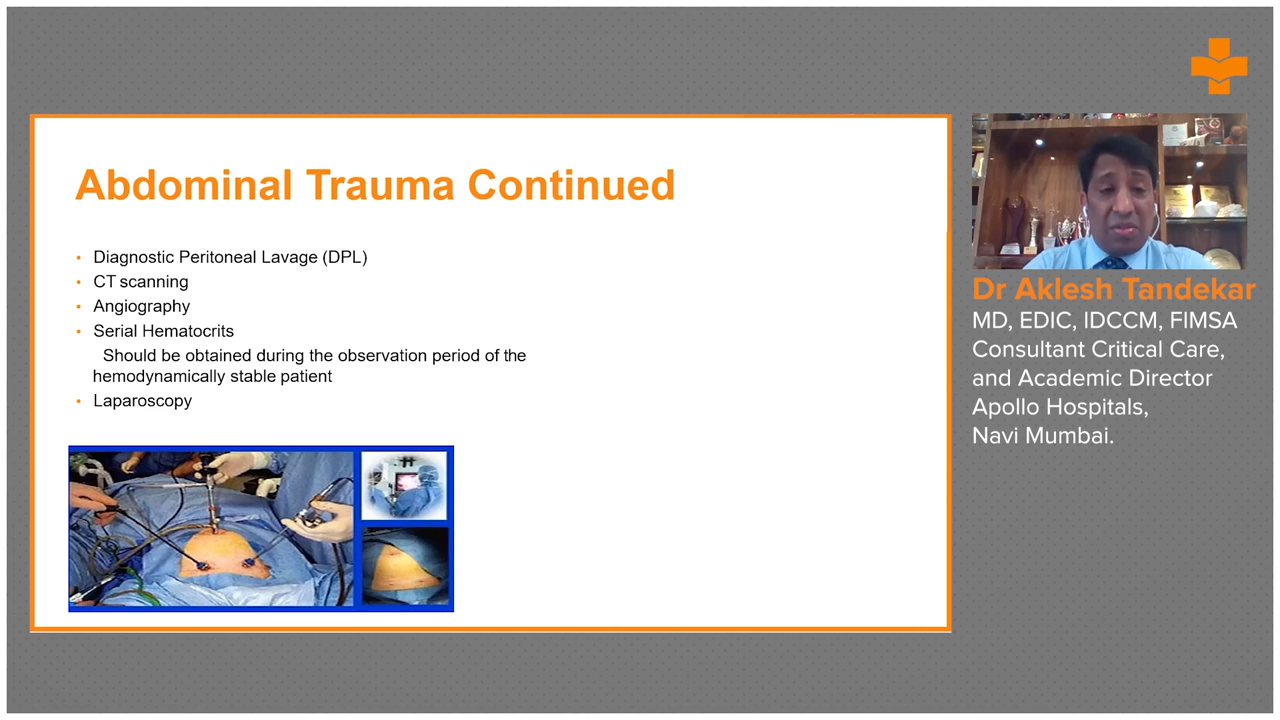 Abdominal Trauma Continued
• Diagnostic Peritoneal Lavage (DPL)
• CT scanning
• Angiography
• Serial Hematocrits
Should be obtained during the observation period of the
hemodynamically stable patient
• Laparoscopy
Dr Aklesh Tandekar
MD, EDIC, IDCCM, FIMSA
Consultant Critical Care,
and Academic Director
Apollo Hospitals,
Navi Mumbai.